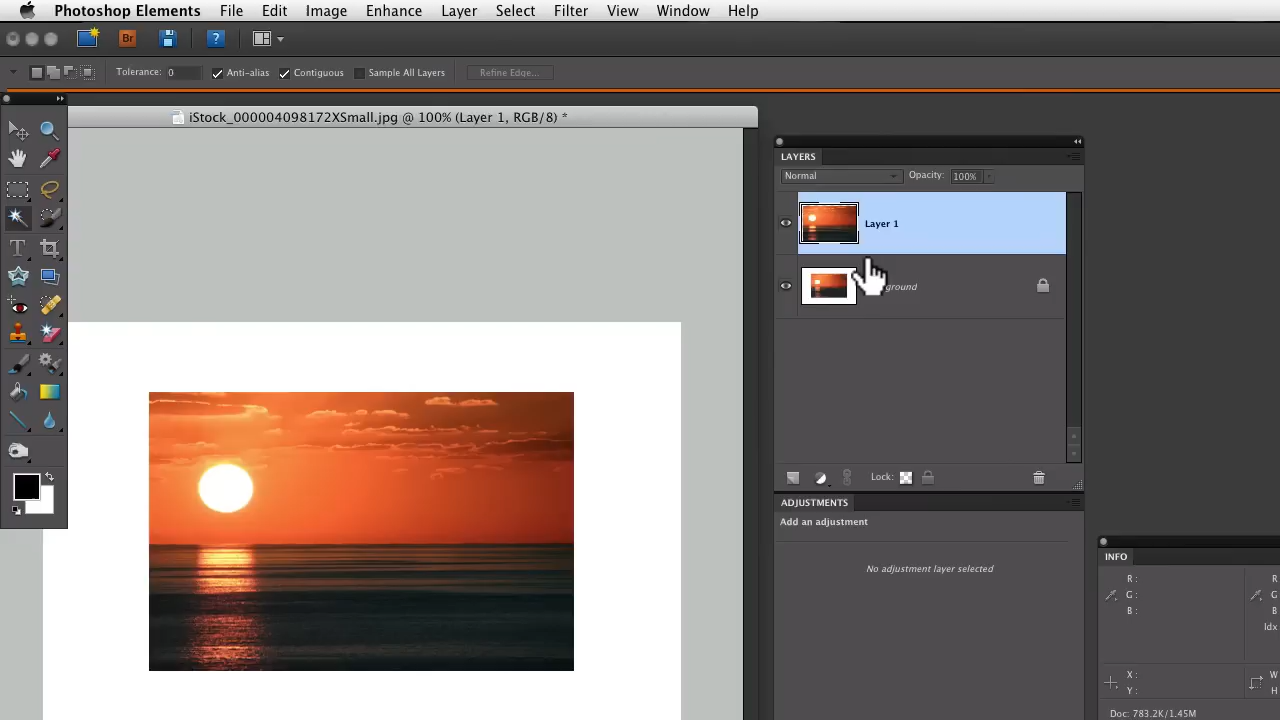 Photoshop Elements File Edit Image Enhance Layer Select Filter View Window Help
Br ?
Tolerance: 0 Anti-alias Contiguous Sample All Layers Refine Edge...
iStock_000004098172XSmall.jpg @ 100% (Layer 1, RGB/8) *
LAYERS
Normal Opacity: 100%
Layer 1
ground
T
Lock:
ADJUSTMENTS
Add an adjustment
No adjustment layer selected
INFO
R : R
G : G
B : B
Idx
X : W
Y : H
Doc: 783.2K/1.45M